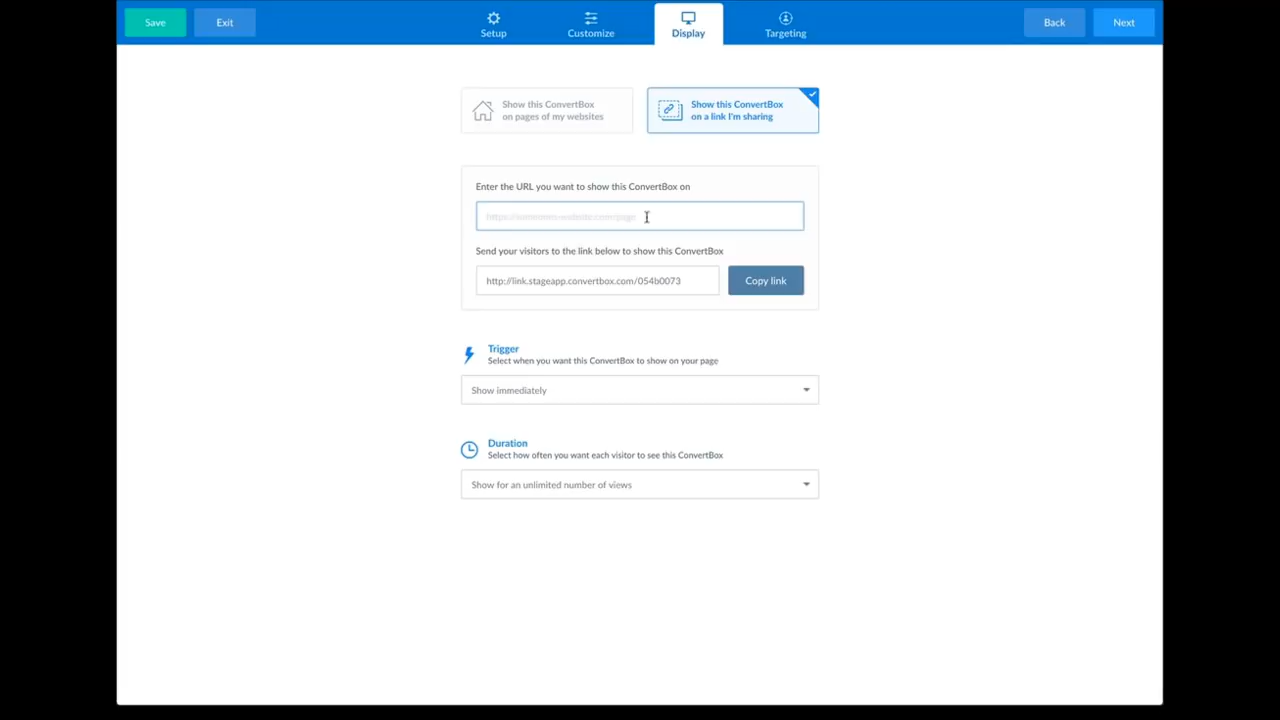 Save
Exit
Setup
Customize
Display
Targeting
Back
Next
Show this ConvertBox
on pages of my websites
Show this ConvertBox
on a link I'm sharing
Enter the URL you want to show this ConvertBox on
Send your visitors to the link below to show this ConvertBox
http://link.stageapp.convertbox.com/054b0073
Copy link
Trigger
Select when you want this ConvertBox to show on your page
Show immediately
Duration
Select how often you want each visitor to see this ConvertBox
Show for an unlimited number of views